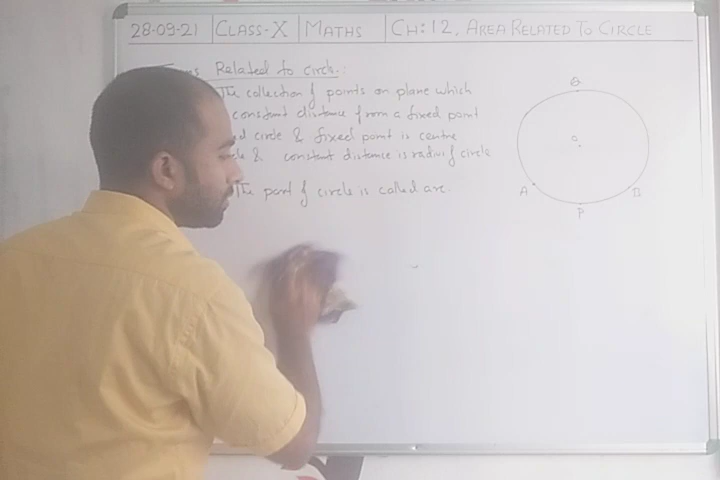 28-09-21 CLASS-X MATHS CH:12, AREA RELATED TO CIRCLE
Related to circle:
The collection of points on plane which
constant distance from a fixed point
circle & fixed point is centre
& constant distance is radius of circle
The part of circle is called arc.
Q
O
A
B
P